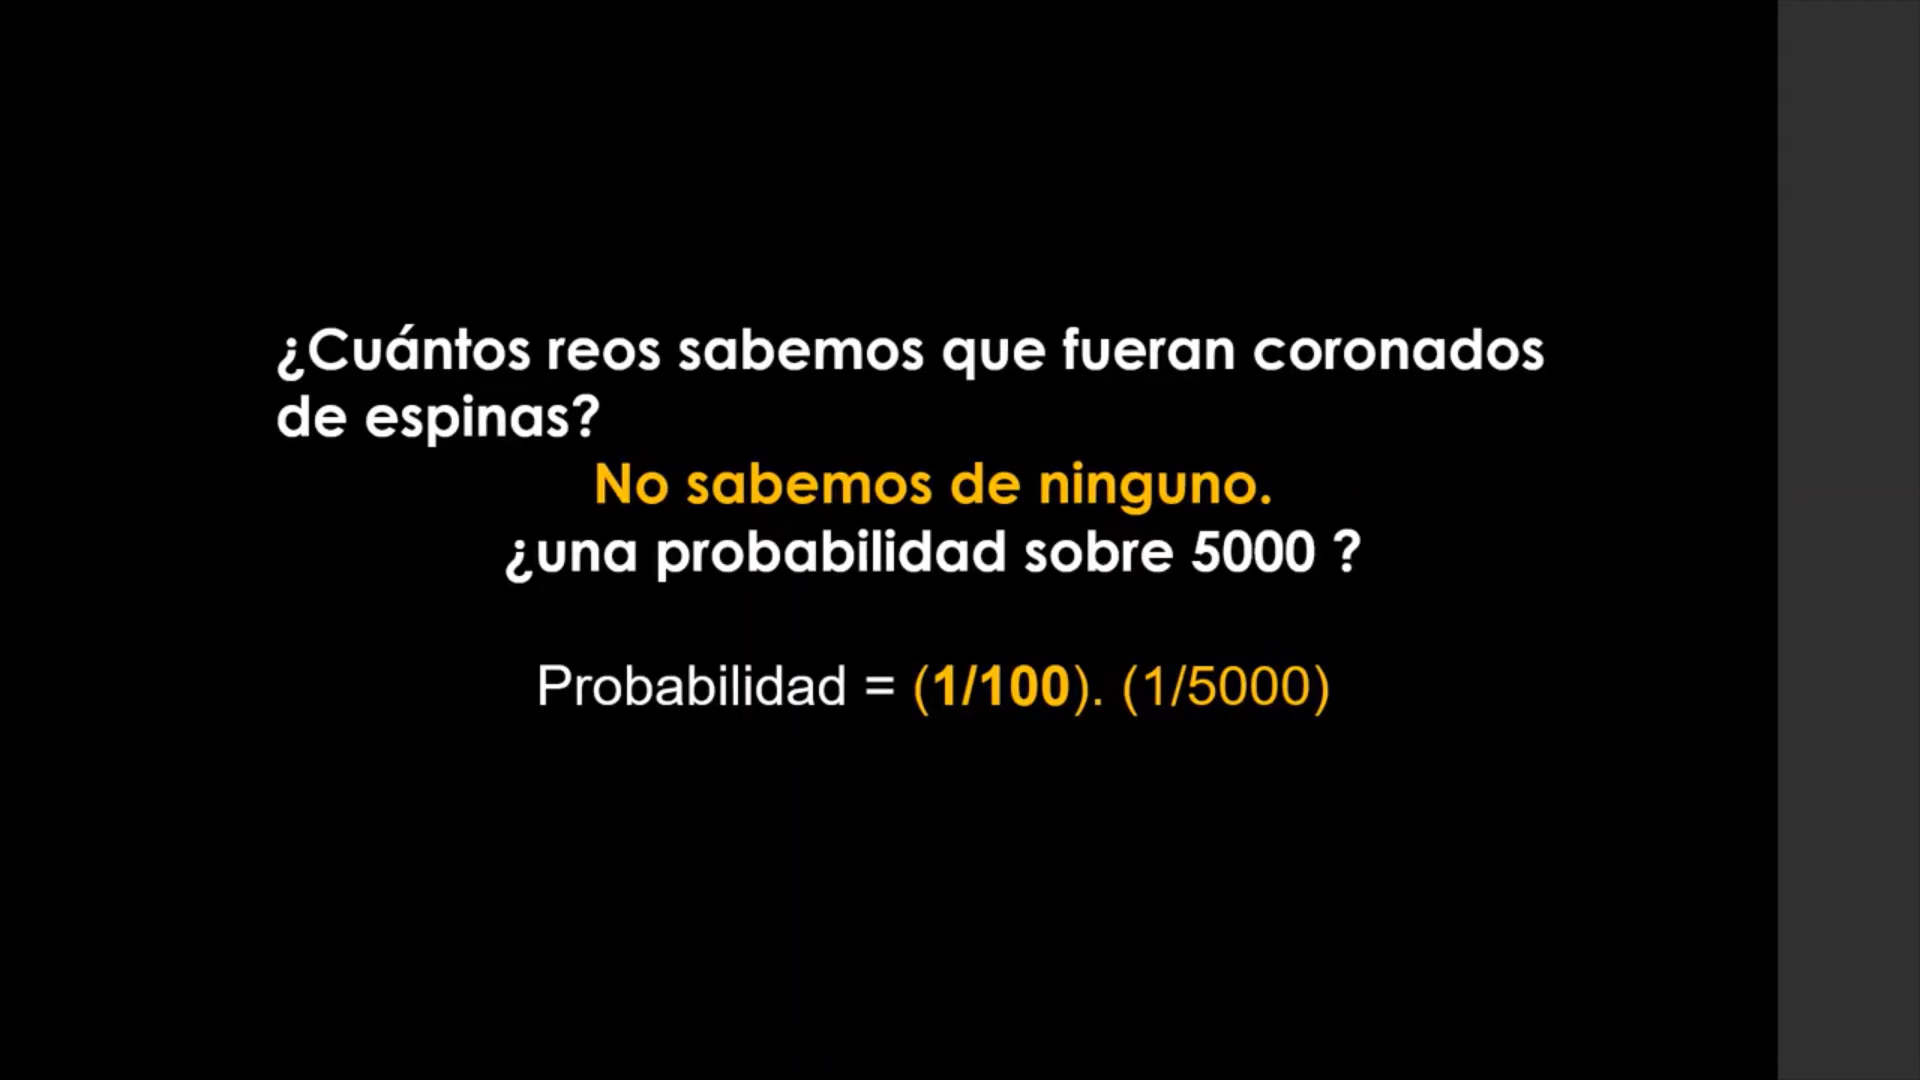 ¿Cuántos reos sabemos que fueran coronados
de espinas?
No sabemos de ninguno.
¿una probabilidad sobre 5000 ?
Probabilidad = (1/100). (1/5000)